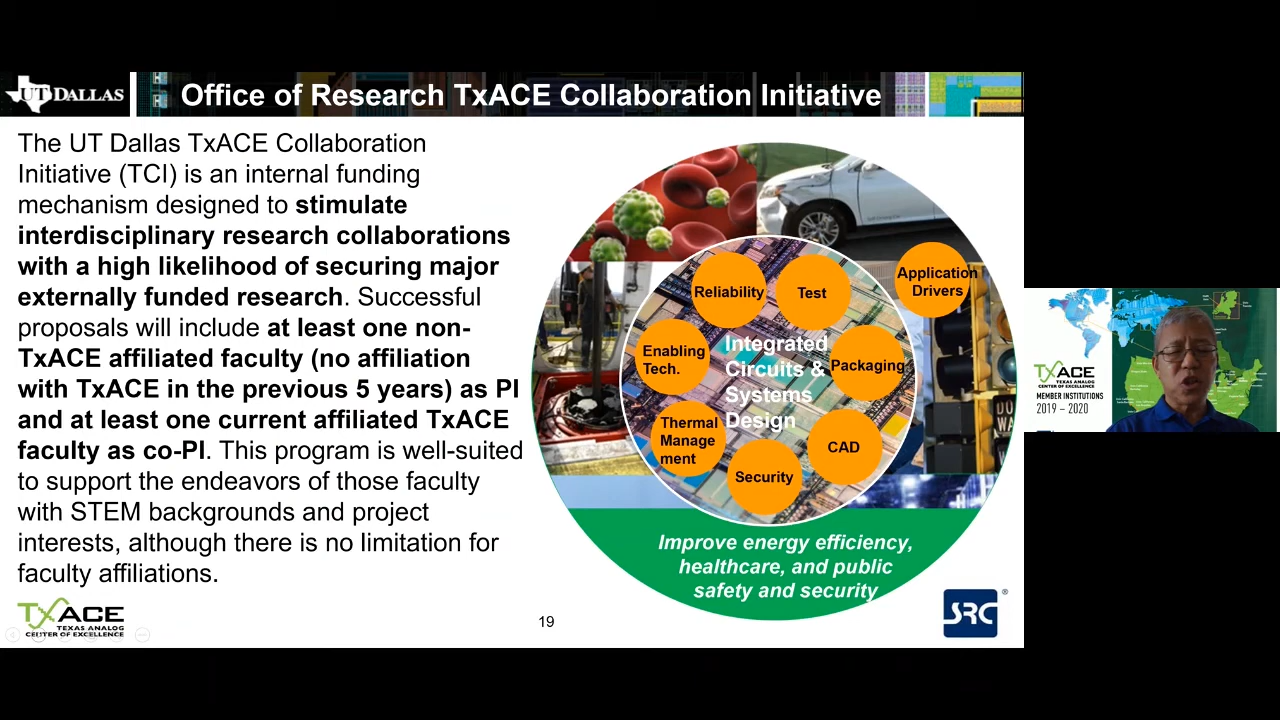 UT DALLAS
Office of Research TxACE Collaboration Initiative
The UT Dallas TxACE Collaboration
Initiative (TCI) is an internal funding
mechanism designed to stimulate
interdisciplinary research collaborations
with a high likelihood of securing major
externally funded research. Successful
proposals will include at least one non-
TxACE affiliated faculty (no affiliation
with TxACE in the previous 5 years) as PI
and at least one current affiliated TxACE
faculty as co-PI. This program is well-suited
to support the endeavors of those faculty
with STEM backgrounds and project
interests, although there is no limitation for
faculty affiliations.
Reliability
Test
Application
Drivers
Enabling
Tech.
Integrated
Circuits &
Systems
Design
Packaging
Thermal
Manage
ment
CAD
Security
Improve energy efficiency,
healthcare, and public
safety and security
TxACE
TEXAS ANALOG
CENTER OF EXCELLENCE
19
SRC
®
TxACE
TEXAS ANALOG
CENTER OF EXCELLENCE
MEMBER INSTITUTIONS
2019 – 2020